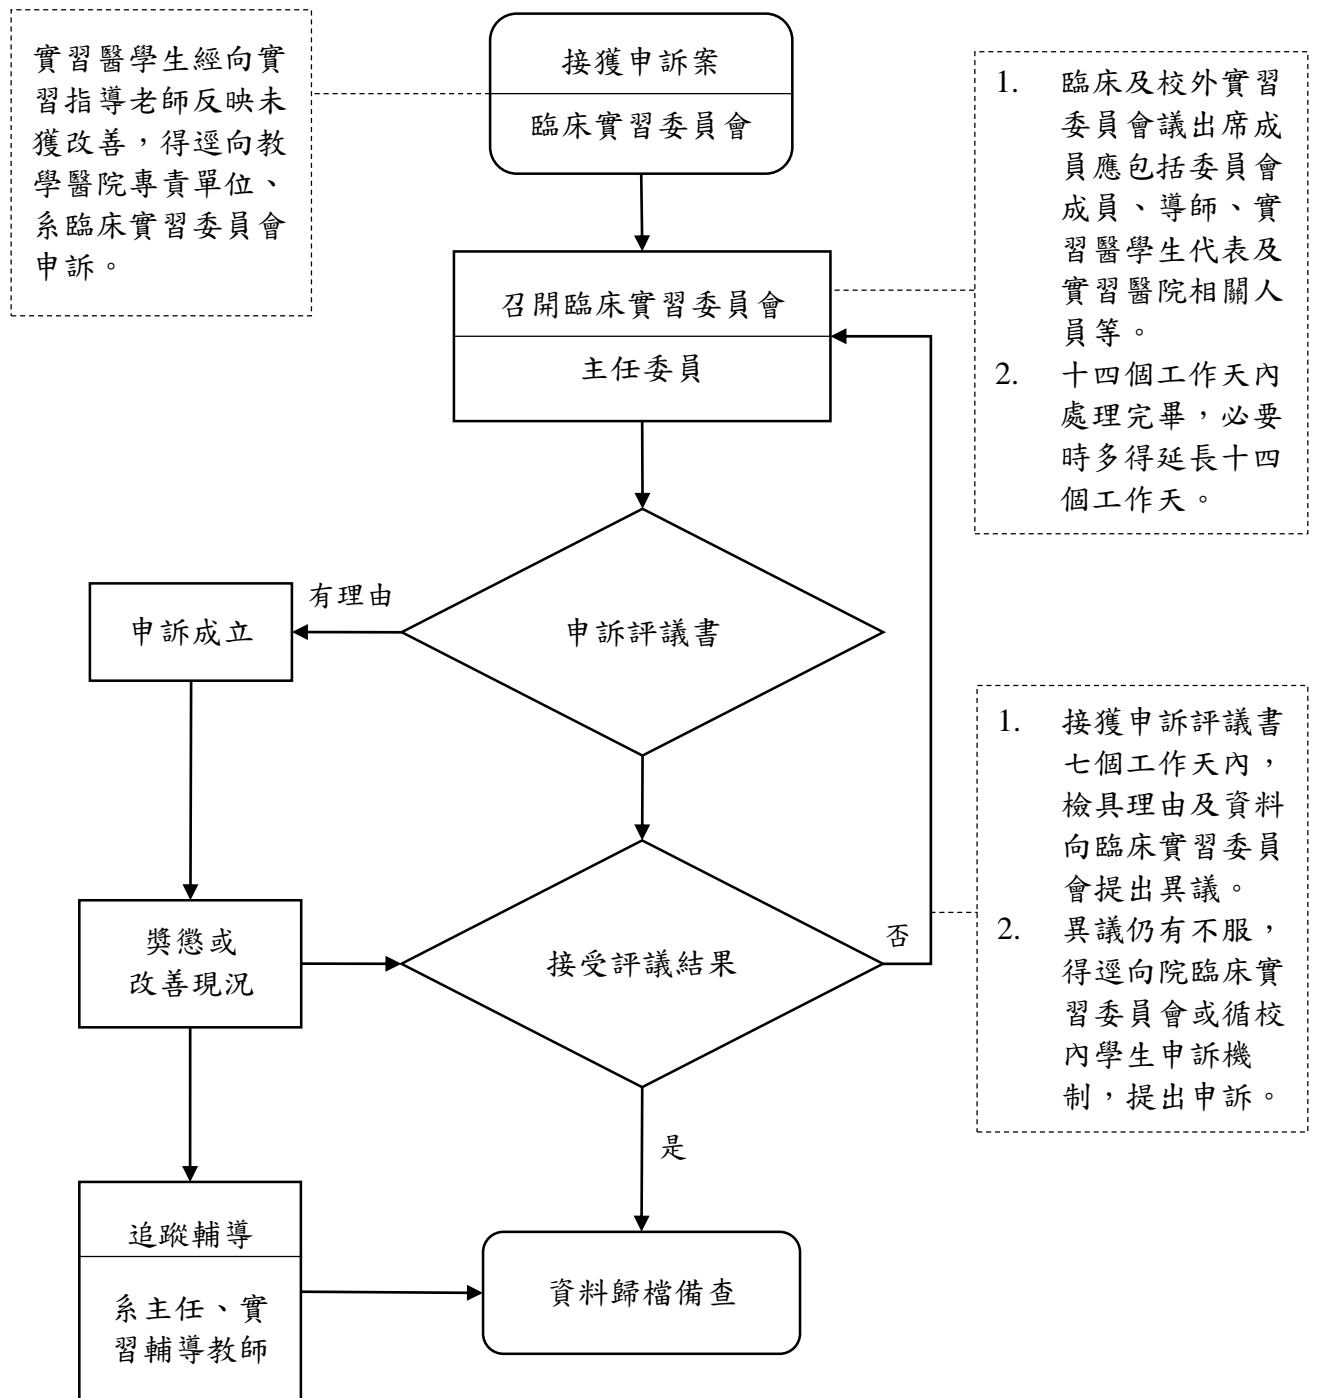 實習醫學生經向實
習指導老師反映未
獲改善，得逕向教
學醫院專責單位、
系臨床實習委員會
申訴。
接獲申訴案
臨床實習委員會
1. 臨床及校外實習
委員會議出席成
員應包括委員會
成員、導師、實
習醫學生代表及
實習醫院相關人
員等。
2. 十四個工作天內
處理完畢，必要
時多得延長十四
個工作天。
召開臨床實習委員會
主任委員
申訴評議書
有理由
申訴成立
1. 接獲申訴評議書
七個工作天內，
檢具理由及資料
向臨床實習委員
會提出異議。
2. 異議仍有不服，
得逕向院臨床實
習委員會或循校
內學生申訴機
制，提出申訴。
獎懲或
改善現況
接受評議結果
否
是
追蹤輔導
系主任、實
習輔導教師
資料歸檔備查